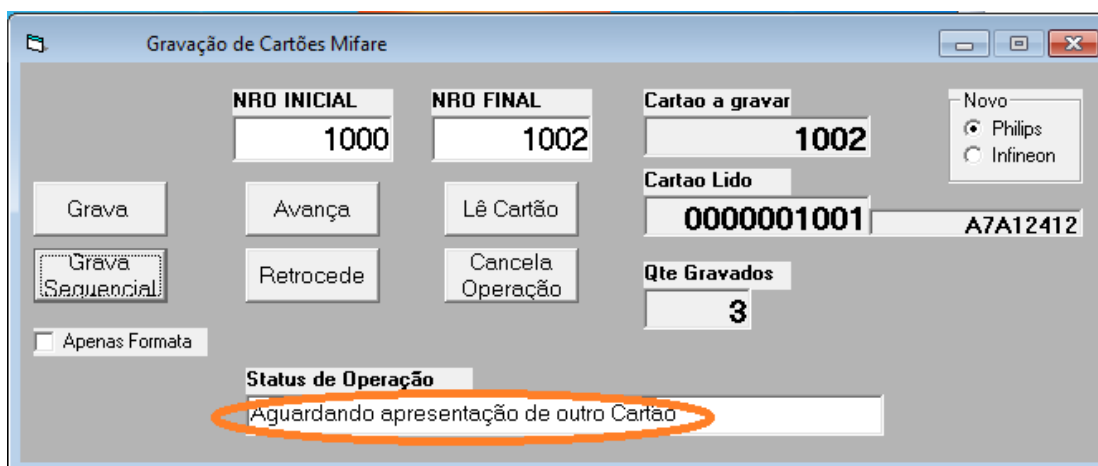 Gravação de Cartões Mifare
NRO INICIAL
NRO FINAL
Cartao a gravar
Novo
1000
1002
1002
Philips
Infineon
Cartao Lido
Grava
Avança
Lê Cartão
0000001001
A7A12412
Grava
Sequencial
Retrocede
Cancela
Operação
Qte Gravados
3
Apenas Formata
Status de Operação
Aguardando apresentação de outro Cartão